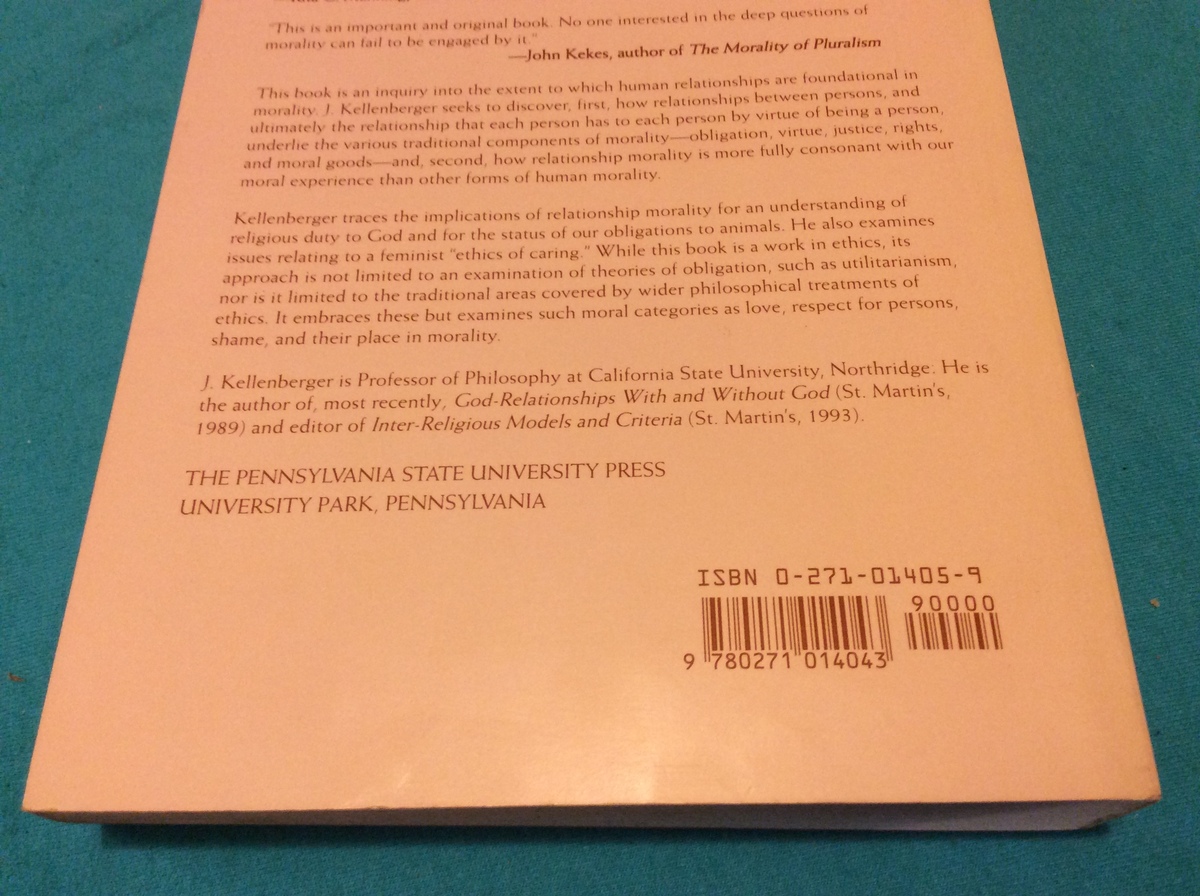 "This is an important and original book. No one interested in the deep questions of
morality can fail to be engaged by it."
—John Kekes, author of The Morality of Pluralism
This book is an inquiry into the extent to which human relationships are foundational in
morality. J. Kellenberger seeks to discover, first, how relationships between persons, and
ultimately the relationship that each person has to each person by virtue of being a person,
underlie the various traditional components of morality—obligation, virtue, justice, rights,
and moral goods—and, second, how relationship morality is more fully consonant with our
moral experience than other forms of human morality.
Kellenberger traces the implications of relationship morality for an understanding of
religious duty to God and for the status of our obligations to animals. He also examines
issues relating to a feminist "ethics of caring." While this book is a work in ethics, its
approach is not limited to an examination of theories of obligation, such as utilitarianism,
nor is it limited to the traditional areas covered by wider philosophical treatments of
ethics. It embraces these but examines such moral categories as love, respect for persons,
shame, and their place in morality.
J. Kellenberger is Professor of Philosophy at California State University, Northridge. He is
the author of, most recently, God-Relationships With and Without God (St. Martin's,
1989) and editor of Inter-Religious Models and Criteria (St. Martin's, 1993).
THE PENNSYLVANIA STATE UNIVERSITY PRESS
UNIVERSITY PARK, PENNSYLVANIA
ISBN 0-271-01405-9
90000
9 780271 014043